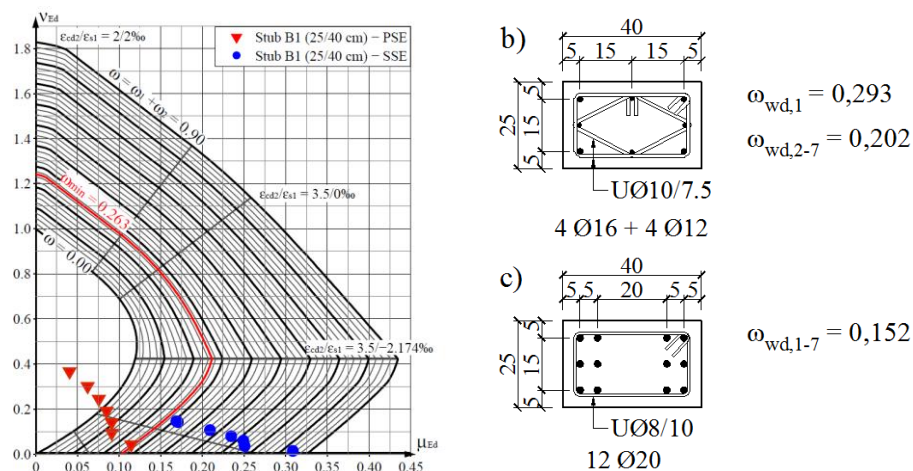 νEd
εcd2/εs1 = 2/2‰
Stub B1 (25/40 cm) – PSE
Stub B1 (25/40 cm) – SSE
ω = ω1 + ω2 = 0.90
εcd2/εs1 = 3.5/0‰
ωmin = 0.263
ω = 0.00
εcd2/εs1 = 3.5/−2.174‰
μEd
1.8
1.6
1.4
1.2
1.0
0.8
0.6
0.4
0.2
0.0
0 0.05 0.10 0.15 0.20 0.25 0.30 0.35 0.40 0.45
b)
40
5 15 15 5
25
5
15
5
UØ10/7.5
4 Ø16 + 4 Ø12
ωwd,1 = 0,293
ωwd,2-7 = 0,202
c)
40
5 5 20 5 5
25
5
15
5
UØ8/10
12 Ø20
ωwd,1-7 = 0,152